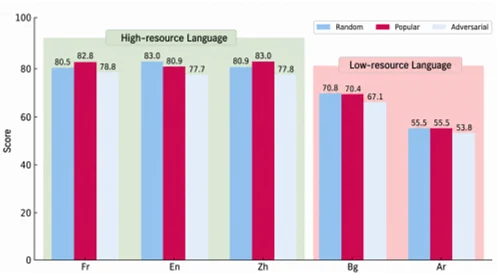 100
80
60
40
20
0
Score
High-resource Language
Low-resource Language
Random Popular Adversarial
80.5 82.8 78.8
83.0 80.9 77.7
80.9 83.0 77.8
70.8 70.4 67.1
55.5 55.5 53.8
Fr En Zh Bg Ar